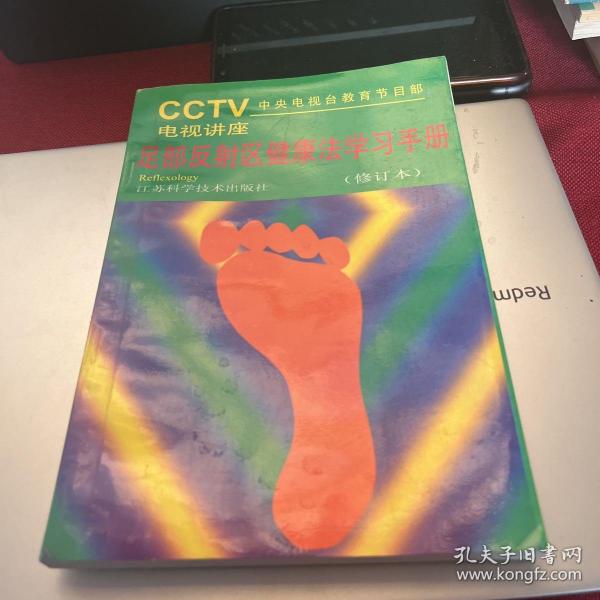 CCTV 中央电视台教育节目部
电视讲座
足部反射区健康法学习手册
Reflexology
(修订本)
江苏科学技术出版社
Redm
孔夫子旧书网
www.kongfz.com